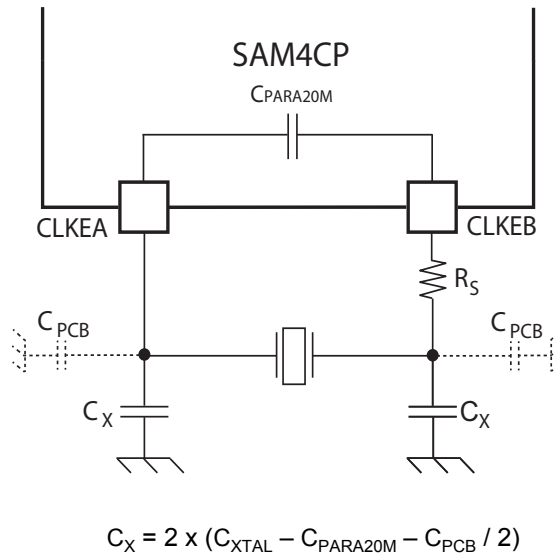 SAM4CP
CPARA20M
CLKEA
CLKEB
RS
CPCB
CPCB
CX
CX
CX = 2 x (CXTAL – CPARA20M – CPCB / 2)